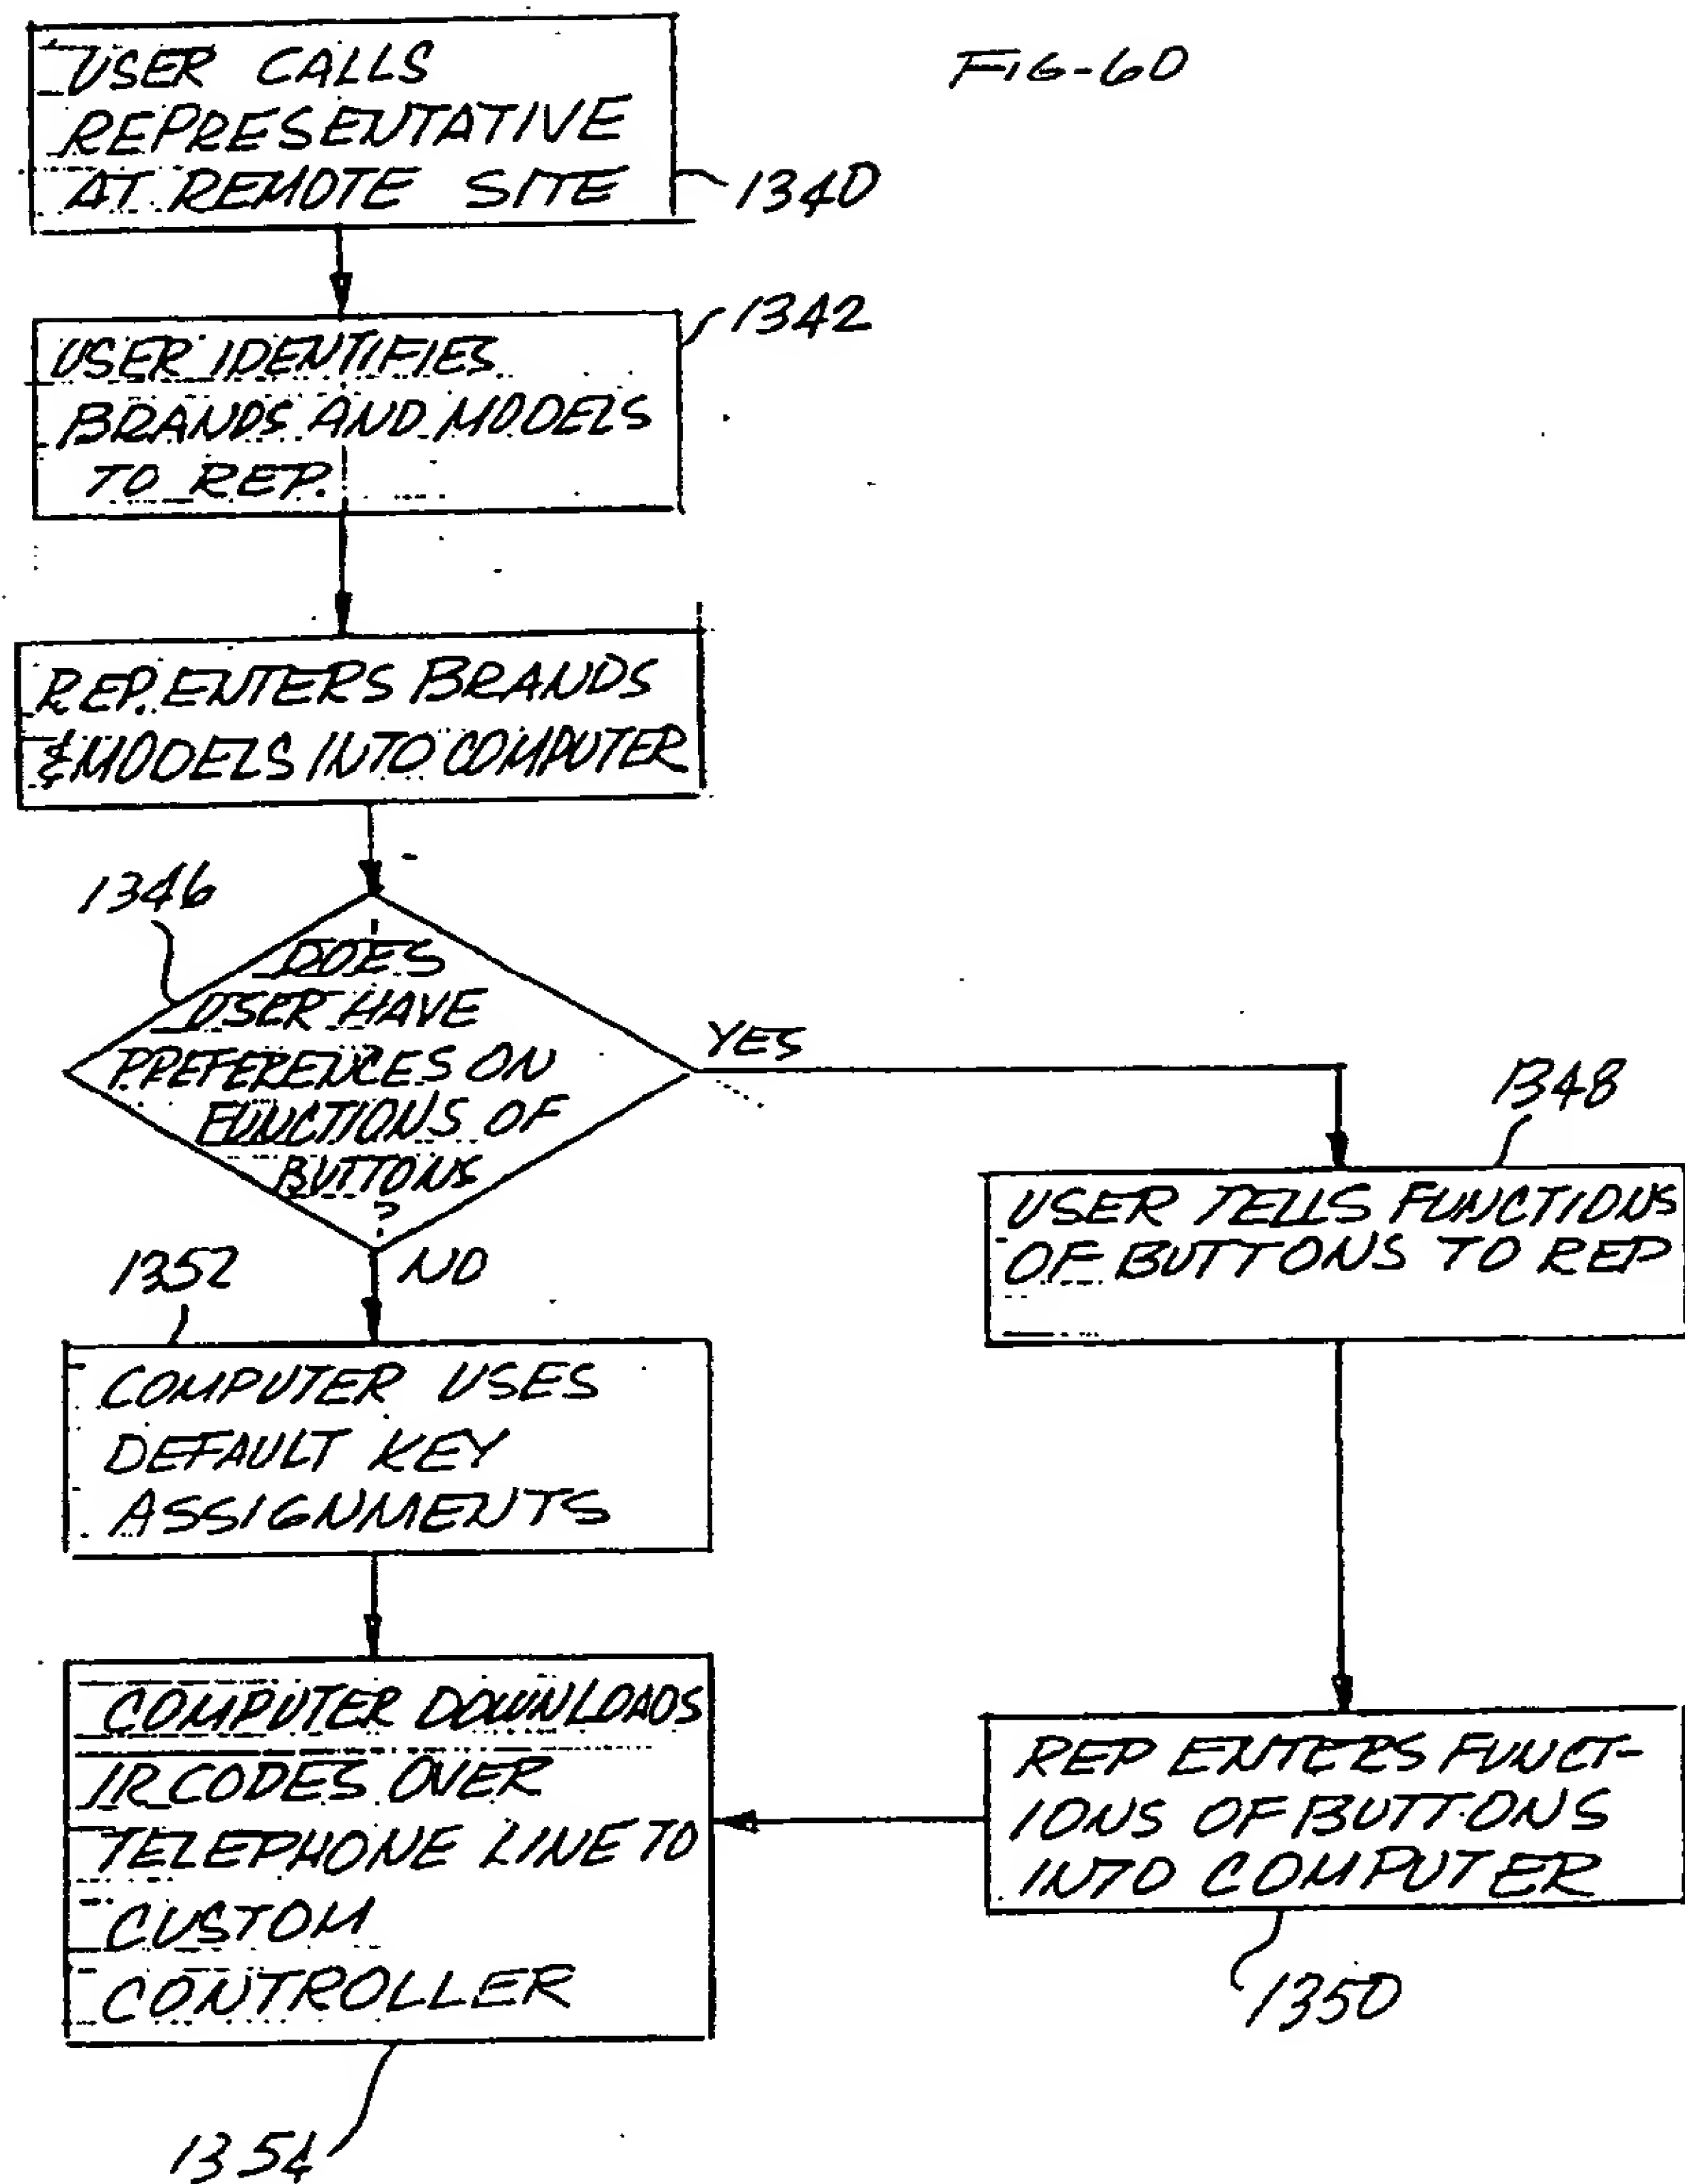 FIG-60
USER CALLS
REPRESENTATIVE
AT REMOTE SITE
1340
1342
USER IDENTIFIES
BRANDS AND MODELS
TO REP.
REP. ENTERS BRANDS
& MODELS INTO COMPUTER
1346
DOES
USER HAVE
PREFERENCES ON
FUNCTIONS OF
BUTTONS
?
YES
NO
1348
USER TELLS FUNCTIONS
OF BUTTONS TO REP
1352
COMPUTER USES
DEFAULT KEY
ASSIGNMENTS
COMPUTER DOWNLOADS
IR CODES OVER
TELEPHONE LINE TO
CUSTOM
CONTROLLER
1354
REP ENTERS FUNCT-
IONS OF BUTTONS
INTO COMPUTER
1350